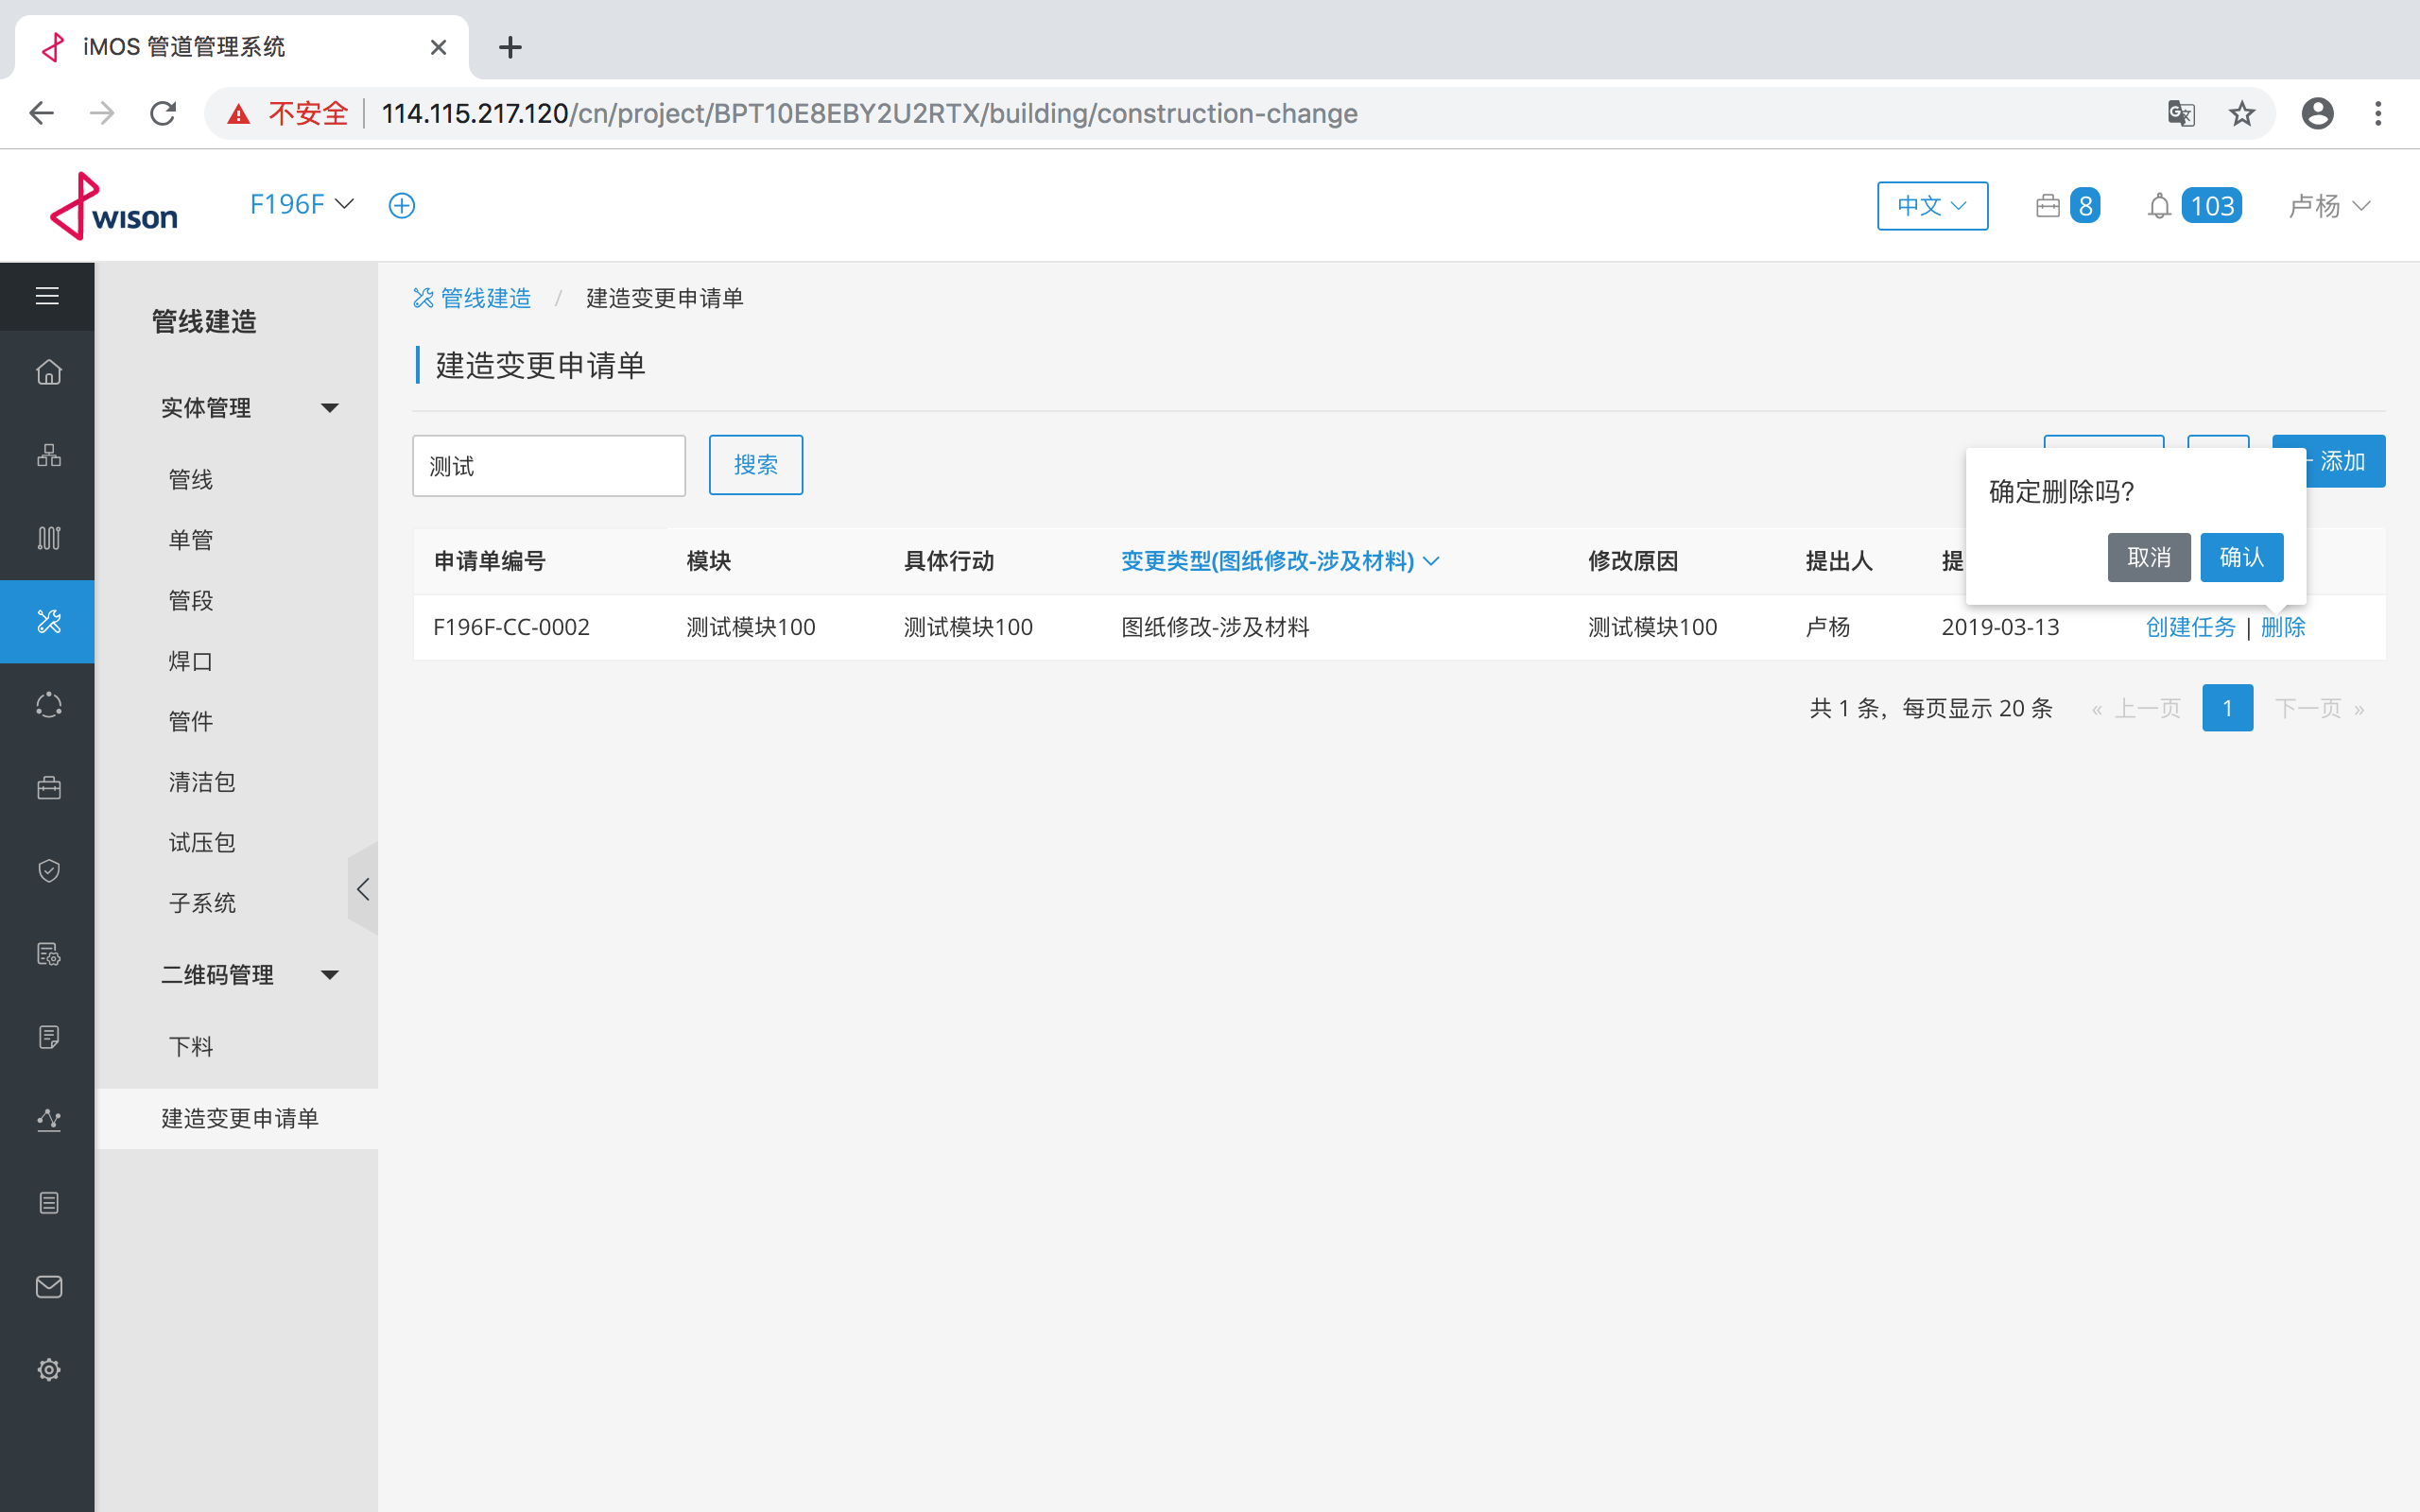 iMOS 管道管理系统
不安全 114.115.217.120/cn/project/BPT10E8EBY2U2RTX/building/construction-change
wison F196F 中文 8 103 卢杨
管线建造
实体管理
管线
单管
管段
焊口
管件
清洁包
试压包
子系统
二维码管理
下料
建造变更申请单
管线建造 / 建造变更申请单
建造变更申请单
测试 搜索 添加
确定删除吗?
取消 确认
申请单编号 模块 具体行动 变更类型(图纸修改-涉及材料) 修改原因 提出人 提
F196F-CC-0002 测试模块100 测试模块100 图纸修改-涉及材料 测试模块100 卢杨 2019-03-13 创建任务 | 删除
共 1 条，每页显示 20 条 « 上一页 1 下一页 »